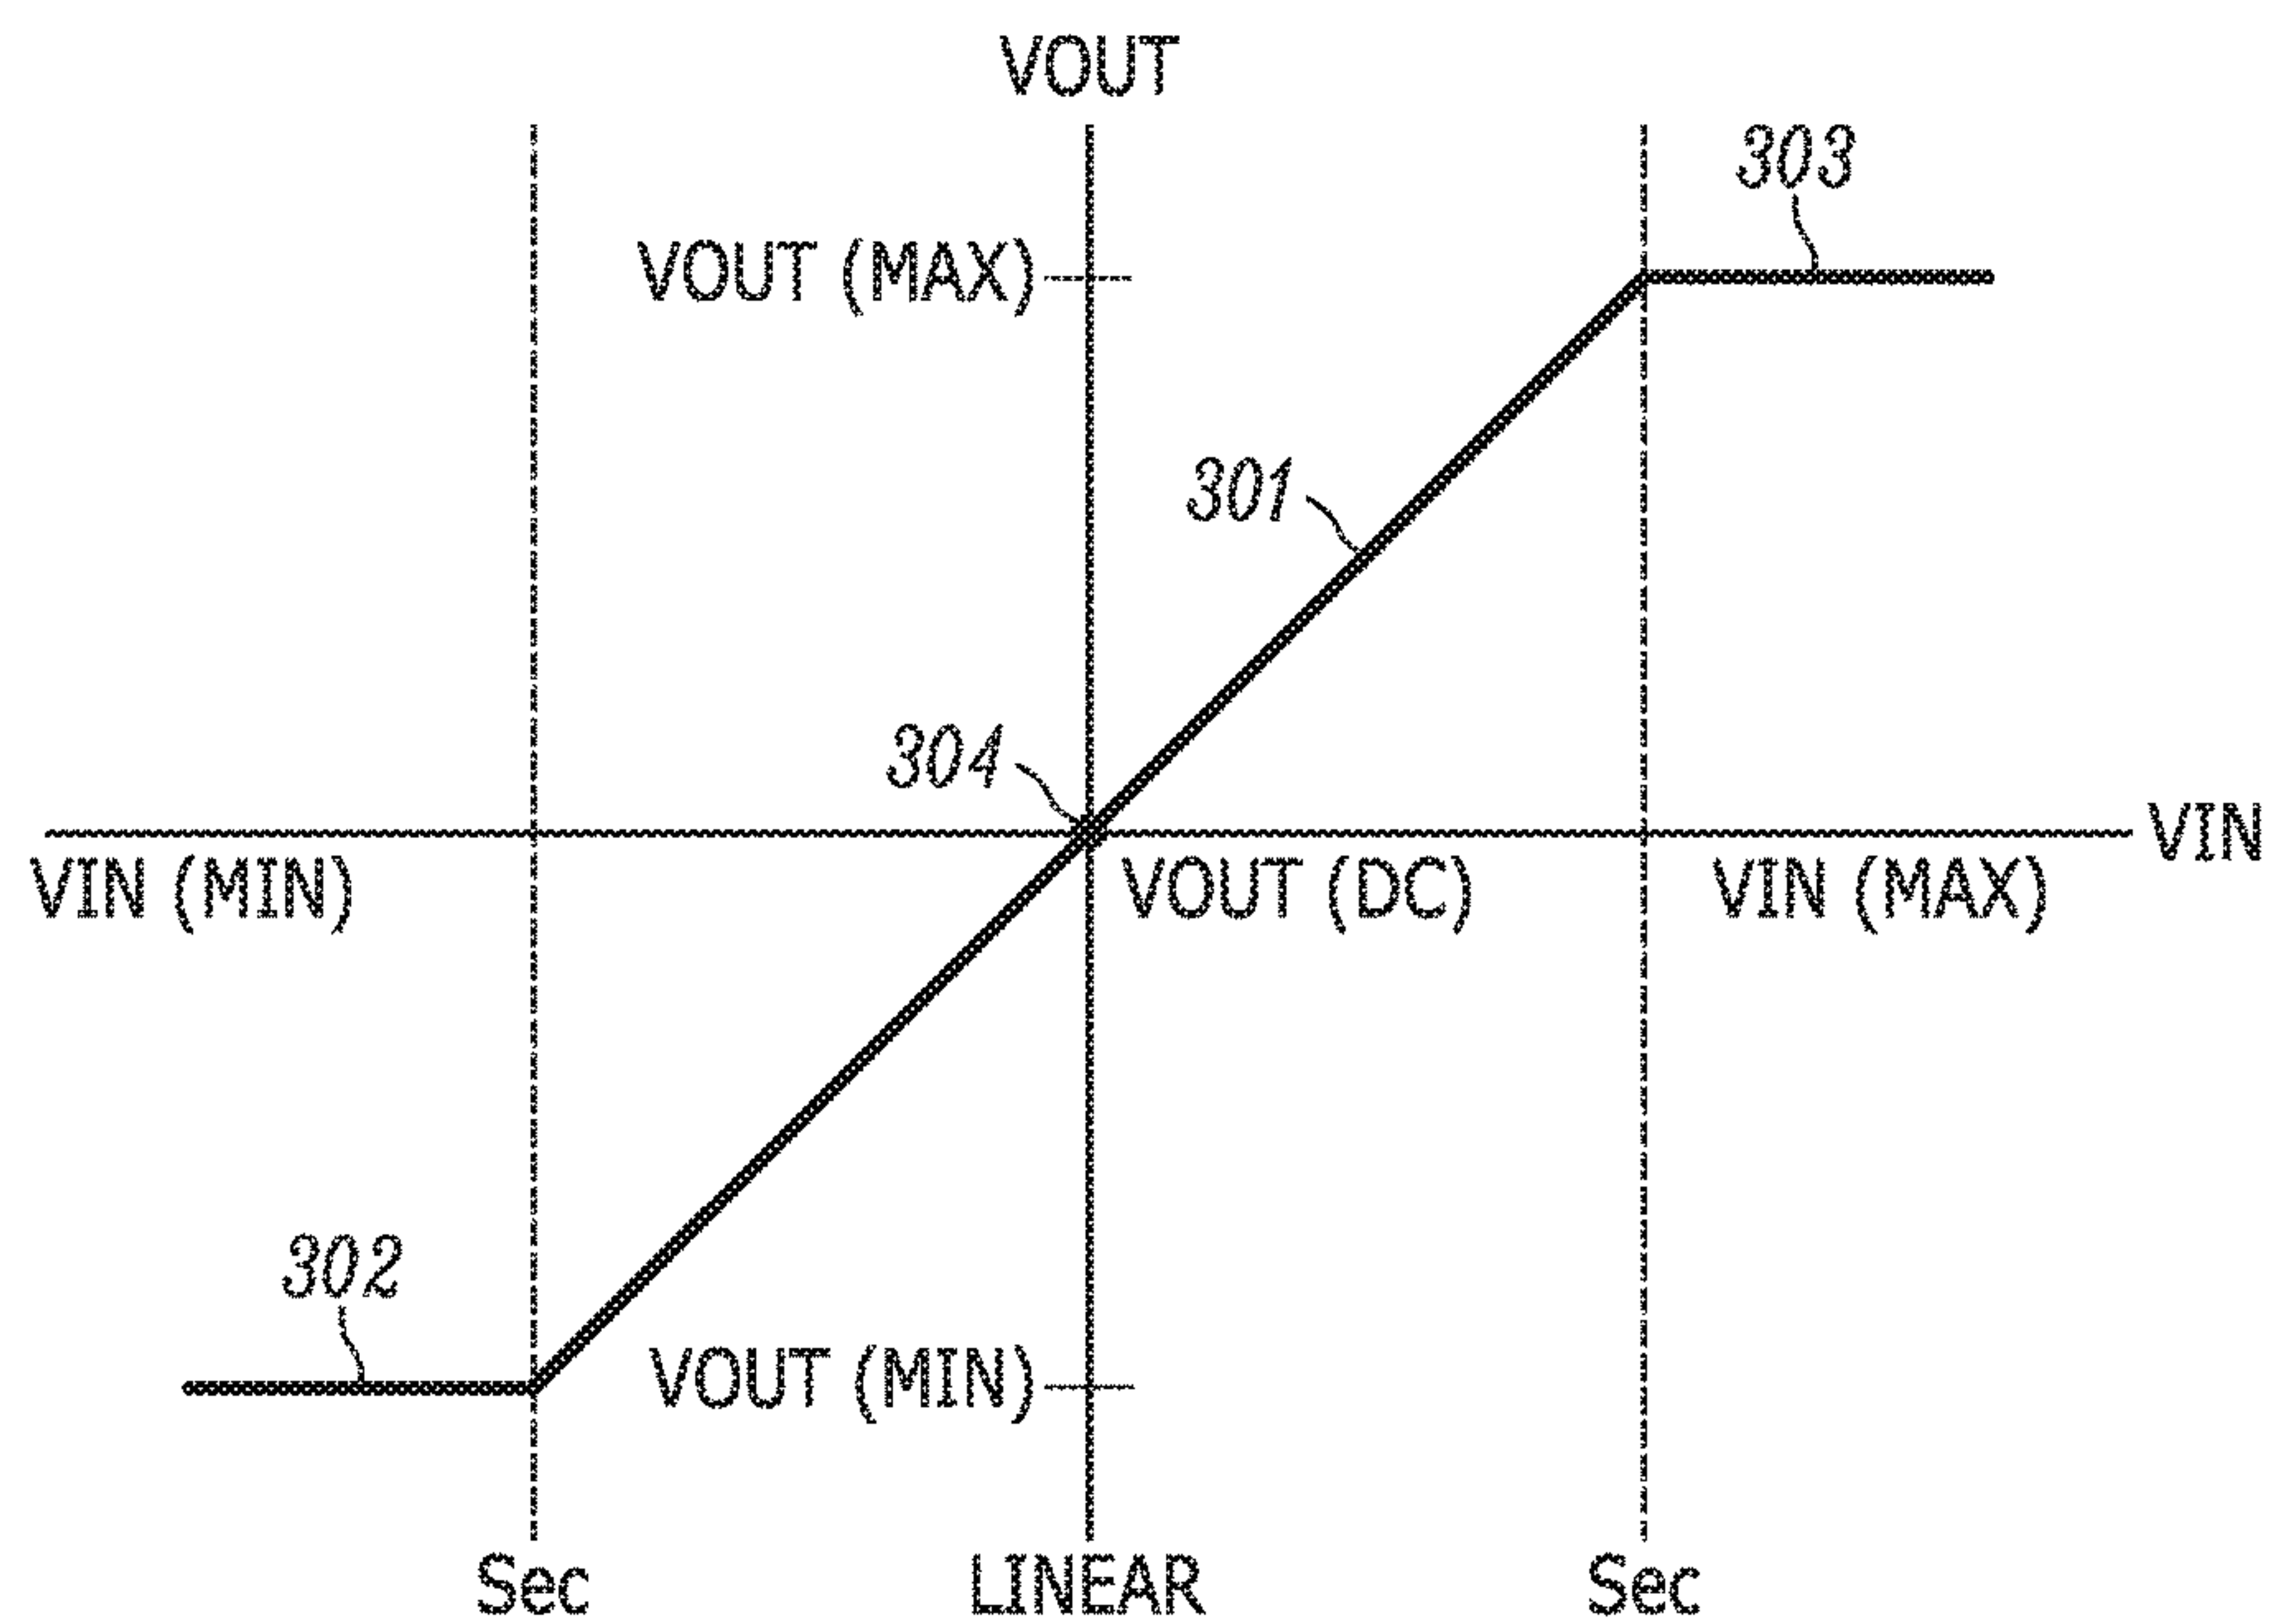 VOUT
303
VOUT (MAX)
301
304
VIN
VIN (MIN)
VOUT (DC)
VIN (MAX)
302
VOUT (MIN)
Sec
LINEAR
Sec